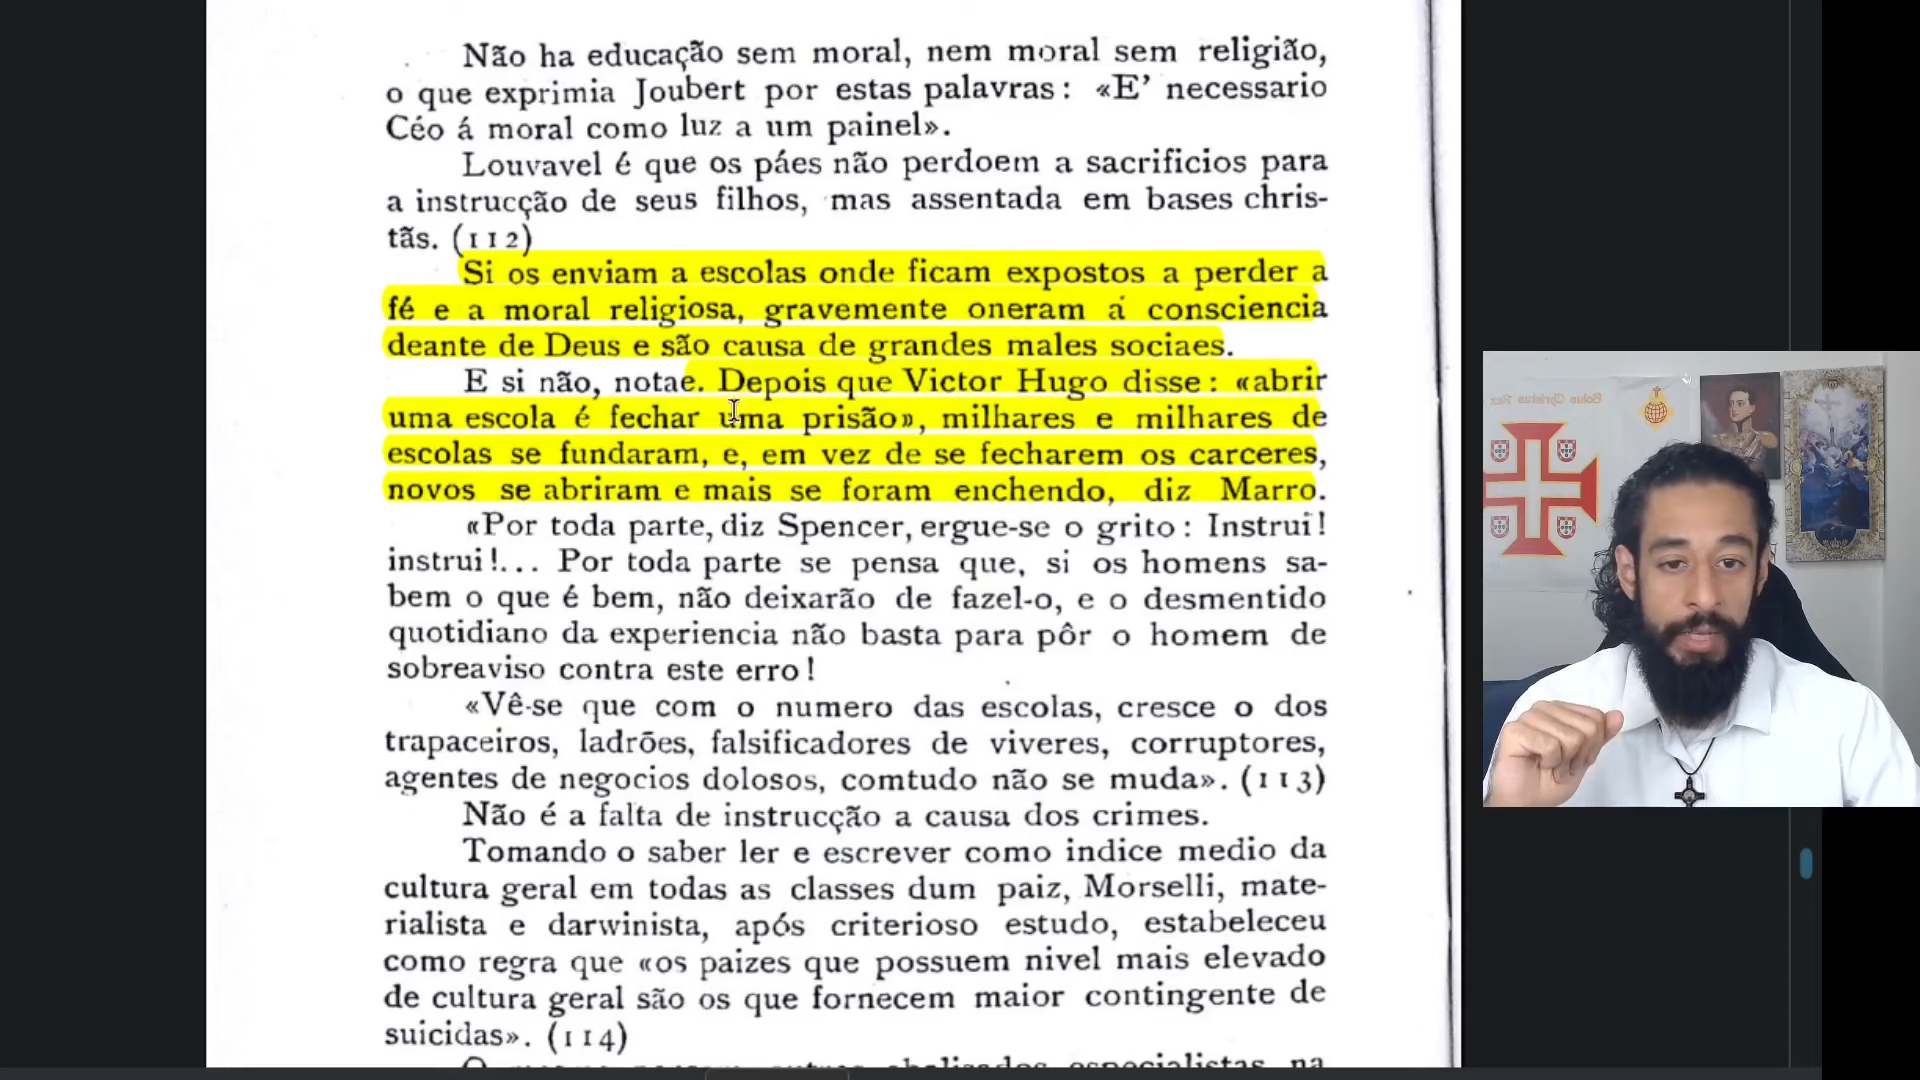 Não ha educação sem moral, nem moral sem religião,
o que exprimia Joubert por estas palavras : «E’ necessario
Céo á moral como luz a um painel».
Louvavel é que os páes não perdoem a sacrificios para
a instrucção de seus filhos, mas assentada em bases chris-
tãs. (112)
Si os enviam a escolas onde ficam expostos a perder a
fé e a moral religiosa, gravemente oneram á consciencia
deante de Deus e são causa de grandes males sociaes.
E si não, notae. Depois que Victor Hugo disse : «abrir
uma escola é fechar uma prisão», milhares e milhares de
escolas se fundaram, e, em vez de se fecharem os carceres,
novos se abriram e mais se foram enchendo, diz Marro.
«Por toda parte, diz Spencer, ergue-se o grito : Instrui!
instrui!... Por toda parte se pensa que, si os homens sa-
bem o que é bem, não deixarão de fazel-o, e o desmentido
quotidiano da experiencia não basta para pôr o homem de
sobreaviso contra este erro!
«Vê-se que com o numero das escolas, cresce o dos
trapaceiros, ladrões, falsificadores de viveres, corruptores,
agentes de negocios dolosos, comtudo não se muda». (113)
Não é a falta de instrucção a causa dos crimes.
Tomando o saber ler e escrever como indice medio da
cultura geral em todas as classes dum paiz, Morselli, mate-
rialista e darwinista, após criterioso estudo, estabeleceu
como regra que «os paizes que possuem nivel mais elevado
de cultura geral são os que fornecem maior contingente de
suicidas». (114)
Bolus Christus Rex